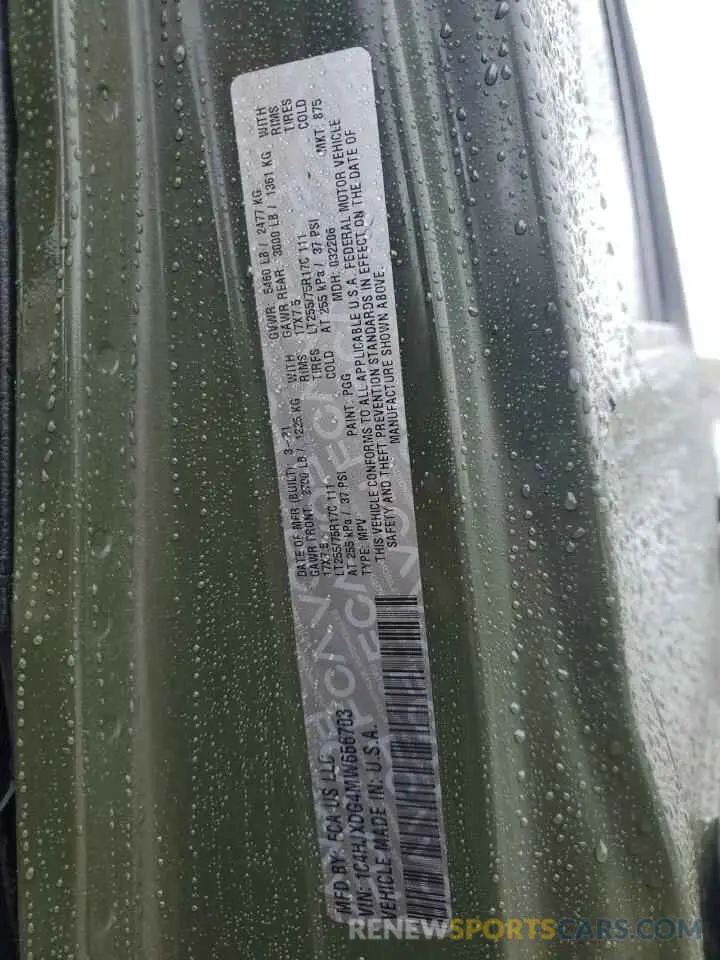 MFD BY: FCA US LLC
VIN: 1C4HJXDG4MW656703
VEHICLE MADE IN: U.S.A.
DATE OF MFR (BUILT): 3-21
GVWR: 5460 LB / 2477 KG
GAWR FRONT: 2700 LB / 1225 KG WITH
GAWR REAR: 3000 LB / 1361 KG WITH
17X7.5 RIMS
17X7.5 RIMS
LT255/75R17C 111 TIRES
LT255/75R17C 111 TIRES
AT 255 kPa / 37 PSI COLD
AT 255 kPa / 37 PSI COLD
TYPE: MPV PAINT: PGG MDH: 032206 MKT: 875
THIS VEHICLE CONFORMS TO ALL APPLICABLE U.S.A. FEDERAL MOTOR VEHICLE
SAFETY AND THEFT PREVENTION STANDARDS IN EFFECT ON THE DATE OF
MANUFACTURE SHOWN ABOVE.
RENEWSPORTSCARS.COM